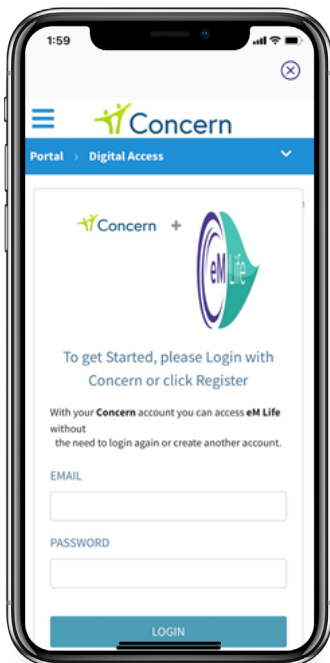 1:59
Concern
Portal > Digital Access
Concern + eM Life
To get Started, please Login with
Concern or click Register
With your Concern account you can access eM Life
without
the need to login again or create another account.
EMAIL
PASSWORD
LOGIN